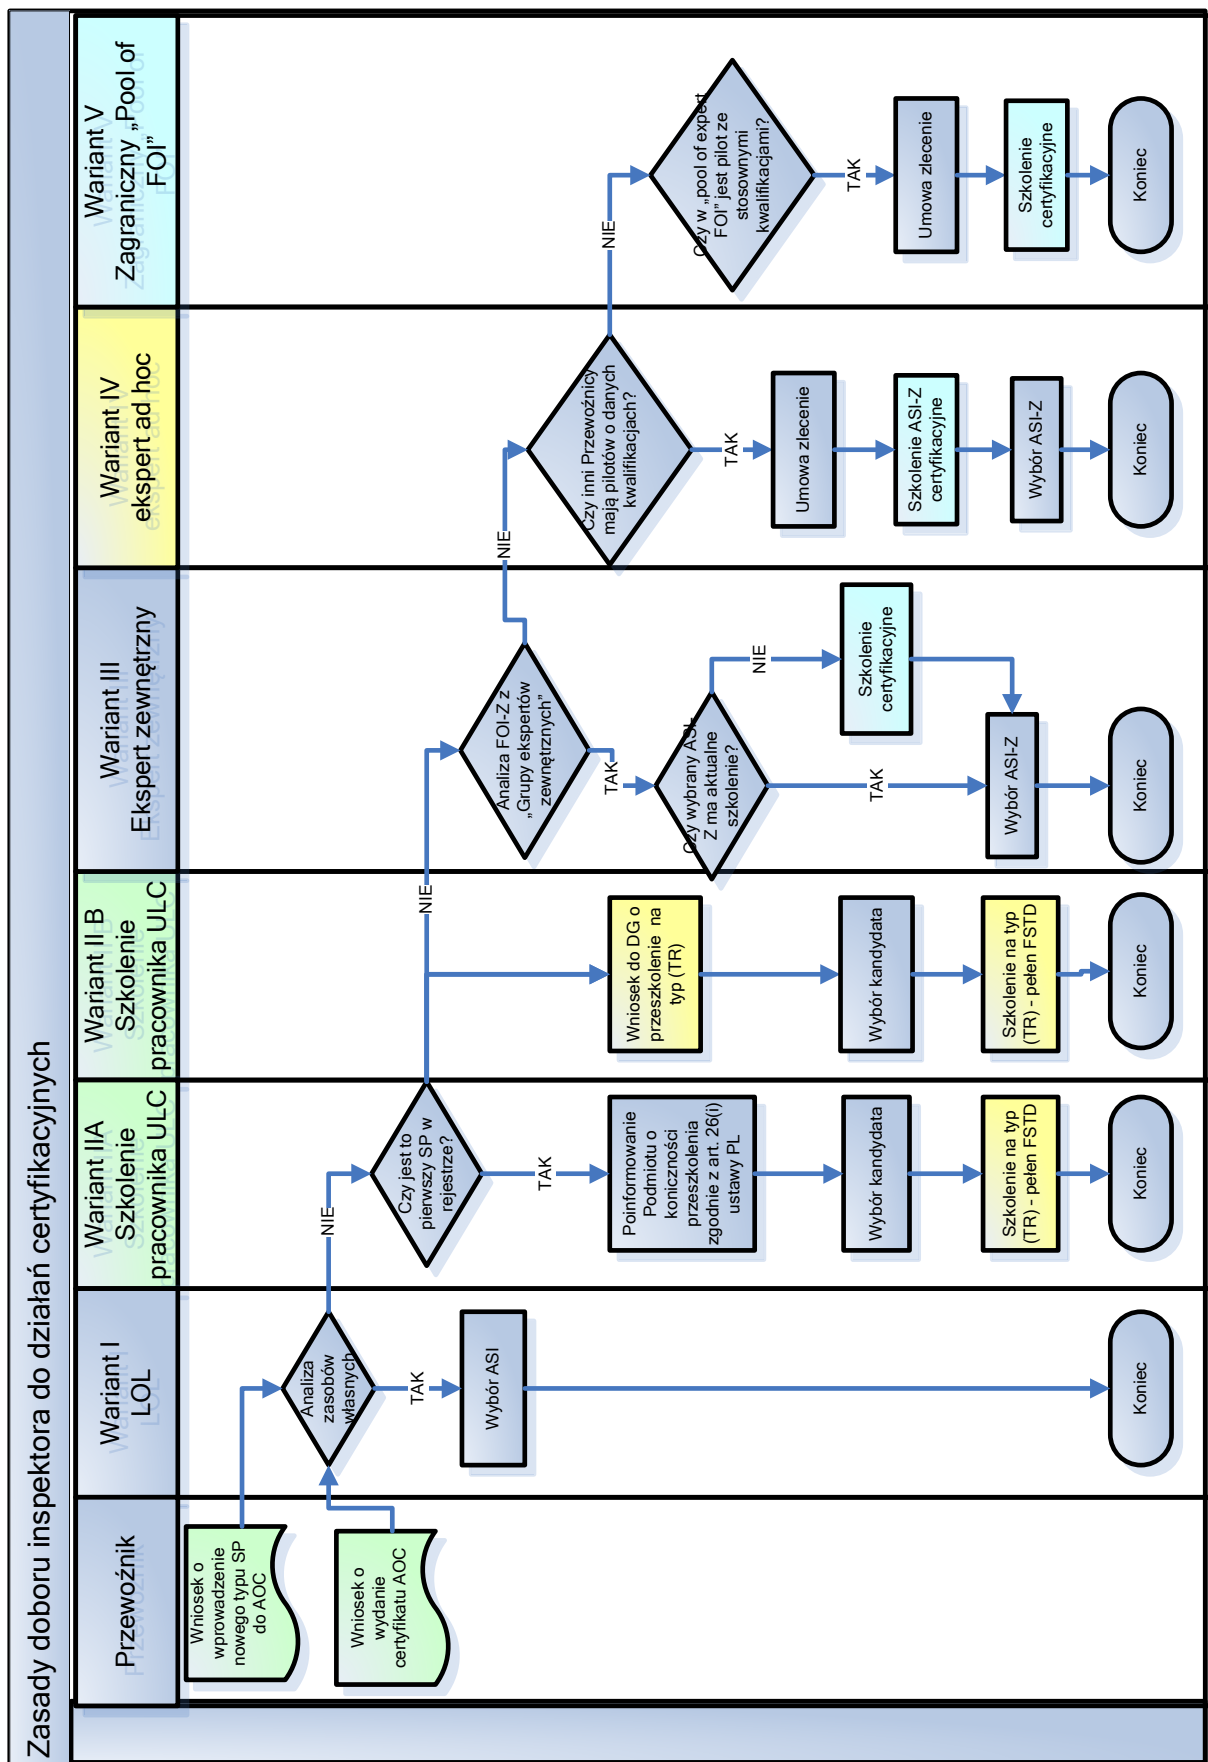 Zasady doboru inspektora do działań certyfikacyjnych
Przewoźnik
Wniosek o
wprowadzenie
nowego typu SP
do AOC
Wniosek o
wydanie
certyfikatu AOC
Wariant I
LOL
Analiza
zasobów
własnych
NIE
TAK
Wybór ASI
Koniec
Wariant IIA
Szkolenie
pracownika ULC
Czy jest to
pierwszy SP w
rejestrze?
TAK
Poinformowanie
Podmiotu o
koniczności
przeszkolenia
zgodnie z art. 26(i)
ustawy PL
Wybór kandydata
Szkolenie na typ
(TR) - pełen FSTD
Koniec
Wariant II B
Szkolenie
pracownika ULC
NIE
Wniosek do DG o
przeszkolenie na
typ (TR)
Wybór kandydata
Szkolenie na typ
(TR) - pełen FSTD
Koniec
Wariant III
Ekspert zewnętrzny
Analiza FOI-Z z
„Grupy ekspertów
zewnętrznych”
NIE
TAK
Czy wybrany ASI-
Z ma aktualne
szkolenie?
NIE
TAK
Szkolenie
certyfikacyjne
Wybór ASI-Z
Koniec
Wariant IV
ekspert ad hoc
Czy inni Przewoźnicy
mają pilotów o danych
kwalifikacjach?
NIE
TAK
Umowa zlecenie
Szkolenie ASI-Z
certyfikacyjne
Wybór ASI-Z
Koniec
Wariant V
Zagraniczny „Pool of
FOI”
Czy w „pool of expert
FOI” jest pilot ze
stosownymi
kwalifikacjami?
TAK
Umowa zlecenie
Szkolenie
certyfikacyjne
Koniec